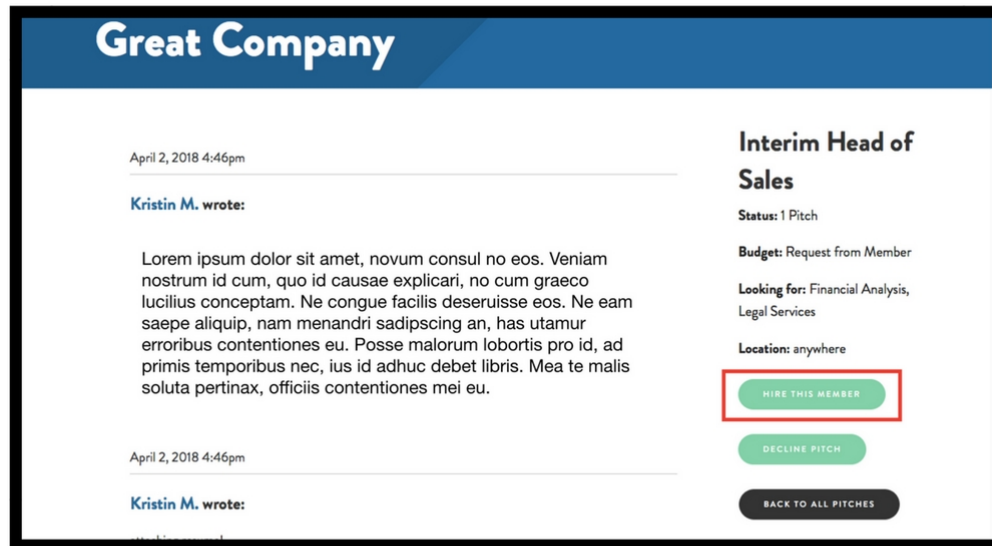 Great Company
April 2, 2018 4:46pm
Kristin M. wrote:
Lorem ipsum dolor sit amet, novum consul no eos. Veniam
nostrum id cum, quo id causae explicari, no cum graeco
lucilius conceptam. Ne congue facilis deseruisse eos. Ne eam
saepe aliquip, nam menandri sadipscing an, has utamur
erroribus contentiones eu. Posse malorum lobortis pro id, ad
primis temporibus nec, ius id adhuc debet libris. Mea te malis
soluta pertinax, officiis contentiones mei eu.
April 2, 2018 4:46pm
Kristin M. wrote:
Interim Head of
Sales
Status: 1 Pitch
Budget: Request from Member
Looking for: Financial Analysis,
Legal Services
Location: anywhere
HIRE THIS MEMBER
DECLINE PITCH
BACK TO ALL PITCHES